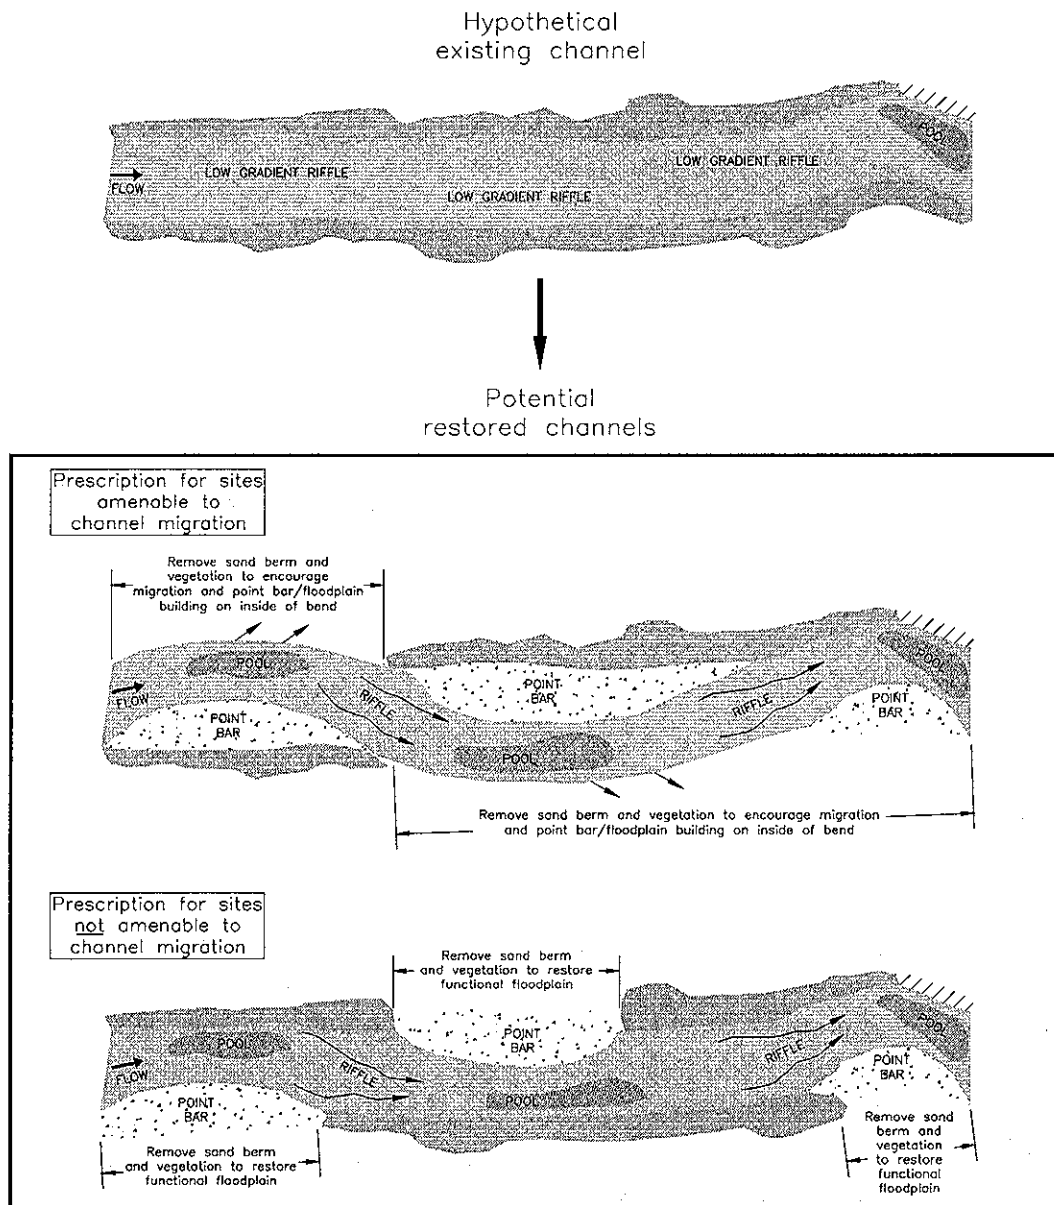 Hypothetical
existing channel
POOL
LOW GRADIENT RIFFLE
LOW GRADIENT RIFFLE
FLOW
LOW GRADIENT RIFFLE
Potential
restored channels
Prescription for sites
amenable to
channel migration
Remove sand berm and
vegetation to encourage
migration and point bar/floodplain
building on inside of bend
POOL
FLOW
POINT
BAR
RIFFLE
POINT
BAR
POOL
RIFFLE
POOL
POINT
BAR
Remove sand berm and vegetation to encourage migration
and point bar/floodplain building on inside of bend
Prescription for sites
not amenable to
channel migration
Remove sand berm
and vegetation to restore
functional floodplain
POOL
FLOW
POINT
BAR
RIFFLE
POINT
BAR
POOL
RIFFLE
POOL
POINT
BAR
Remove sand berm
and vegetation to restore
functional floodplain
Remove sand
berm and
vegetation
to restore
functional
floodplain